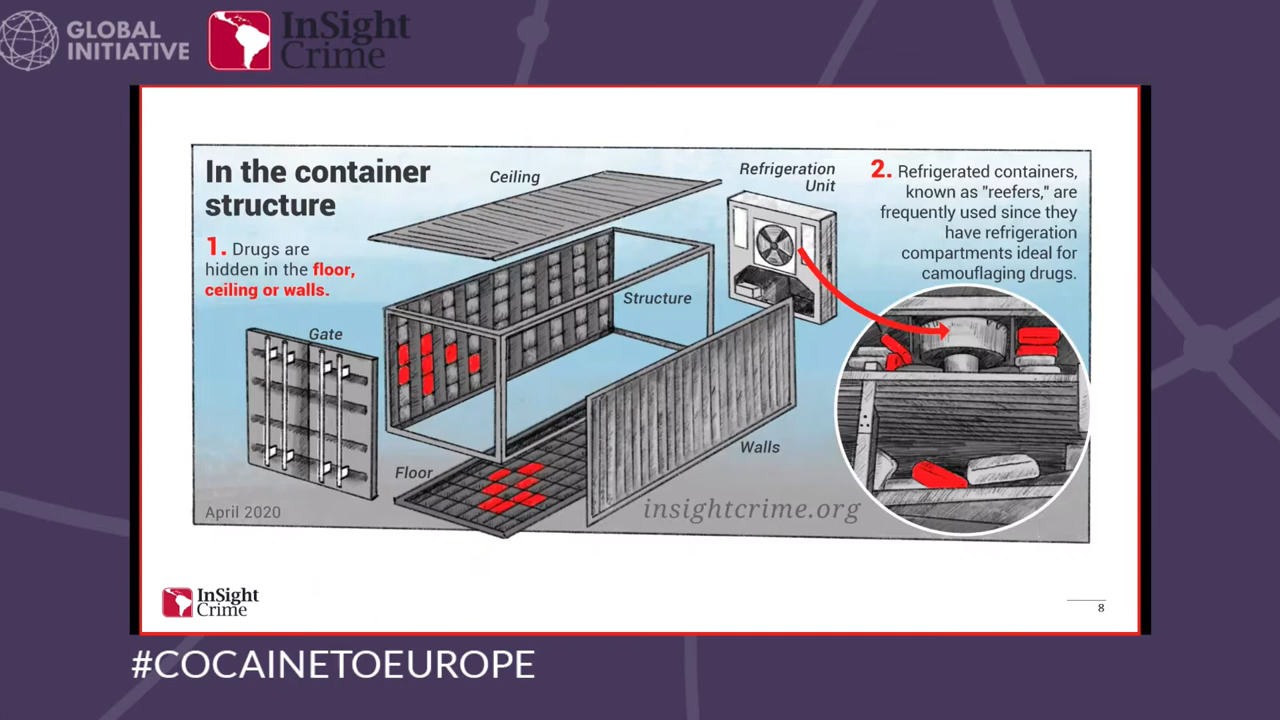 GLOBAL
INITIATIVE
InSight
Crime
In the container
structure
1. Drugs are
hidden in the floor,
ceiling or walls.
Ceiling
Refrigeration
Unit
2. Refrigerated containers,
known as "reefers," are
frequently used since they
have refrigeration
compartments ideal for
camouflaging drugs.
Structure
Gate
Walls
Floor
April 2020
insightcrime.org
InSight
Crime
8
#COCAINETOEUROPE